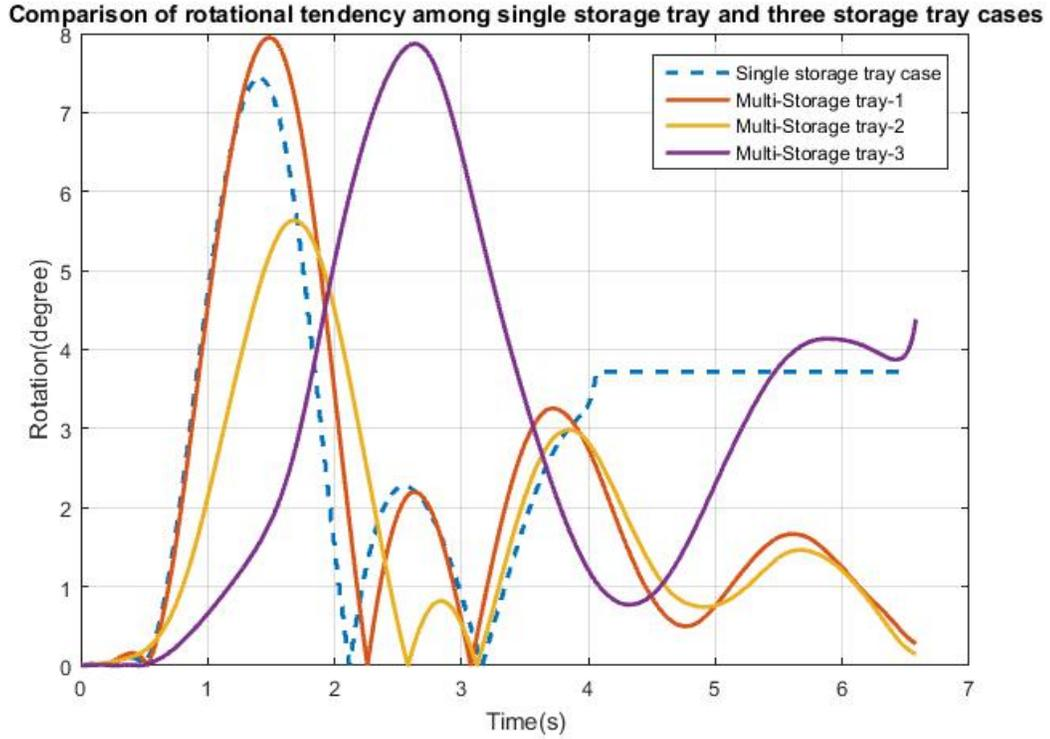 Comparison of rotational tendency among single storage tray and three storage tray cases
8
7
6
5
4
3
2
1
0
Rotation(degree)
Single storage tray case
Multi-Storage tray-1
Multi-Storage tray-2
Multi-Storage tray-3
0 1 2 3 4 5 6 7
Time(s)